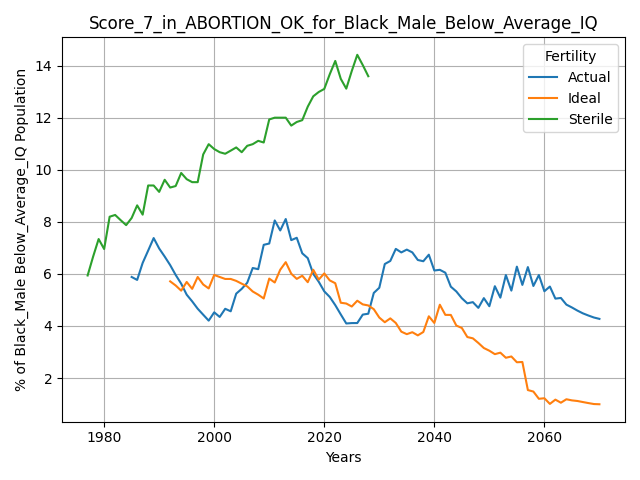 Score_7_in_ABORTION_OK_for_Black_Male_Below_Average_IQ
% of Black_Male Below_Average_IQ Population
14
12
10
8
6
4
2
Fertility
Actual
Ideal
Sterile
1980
2000
2020
2040
2060
Years